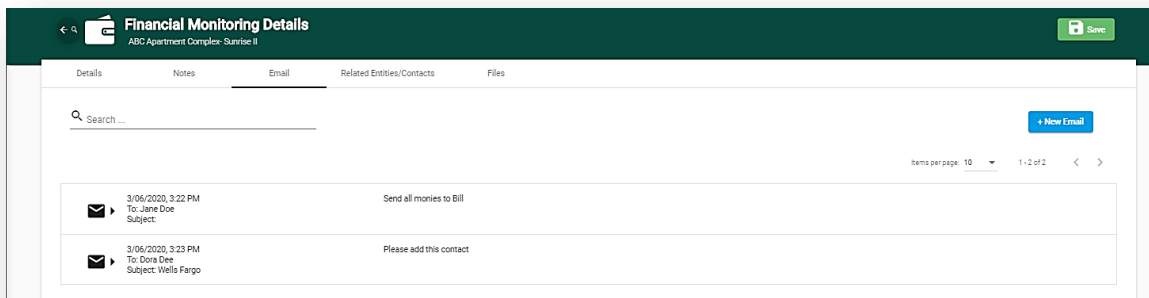 Financial Monitoring Details
ABC Apartment Complex- Sunrise II
Save
Details Notes Email Related Entities/Contacts Files
Search ...
+ New Email
Items per page: 10 1 - 2 of 2
3/06/2020, 3:22 PM Send all monies to Bill
To: Jane Doe
Subject:
3/06/2020, 3:23 PM Please add this contact
To: Dora Dee
Subject: Wells Fargo